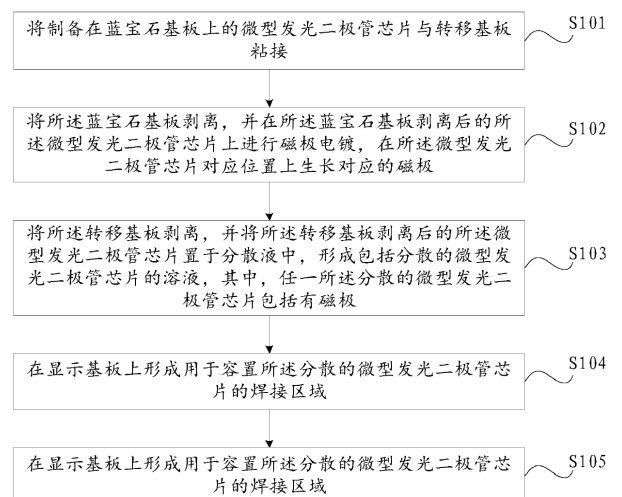 将制备在蓝宝石基板上的微型发光二极管芯片与转移基板
粘接
S101
将所述蓝宝石基板剥离，并在所述蓝宝石基板剥离后的所
述微型发光二极管芯片上进行磁极电镀，在所述微型发光
二极管芯片对应位置上生长对应的磁极
S102
将所述转移基板剥离，并将所述转移基板剥离后的所述微
型发光二极管芯片置于分散液中，形成包括分散的微型发
光二极管芯片的溶液，其中，任一所述分散的微型发光二
极管芯片包括有磁极
S103
在显示基板上形成用于容置所述分散的微型发光二极管芯
片的焊接区域
S104
在显示基板上形成用于容置所述分散的微型发光二极管芯
片的焊接区域
S105